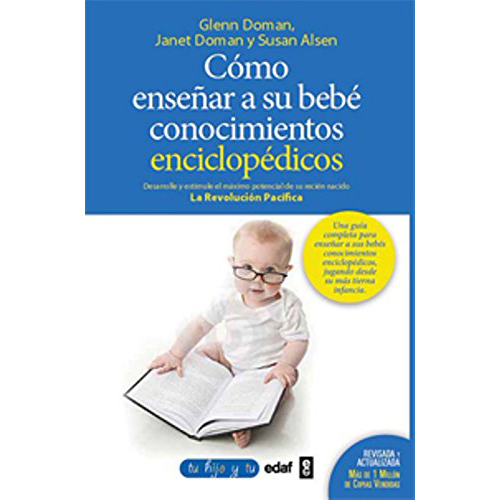 Glenn Doman,
Janet Doman y Susan Alsen
Cómo
enseñar a su bebé
conocimientos
enciclopédicos
Desarrolle y estimule el máximo potencial de su recién nacido
La Revolución Pacífica
Una guía
completa para
enseñar a sus bebés
conocimientos
enciclopédicos,
jugando desde
su más tierna
infancia.
tu hijo y tú
edaf
REVISADA Y
ACTUALIZADA
MÁS DE 1 MILLÓN
DE COPIAS VENDIDAS